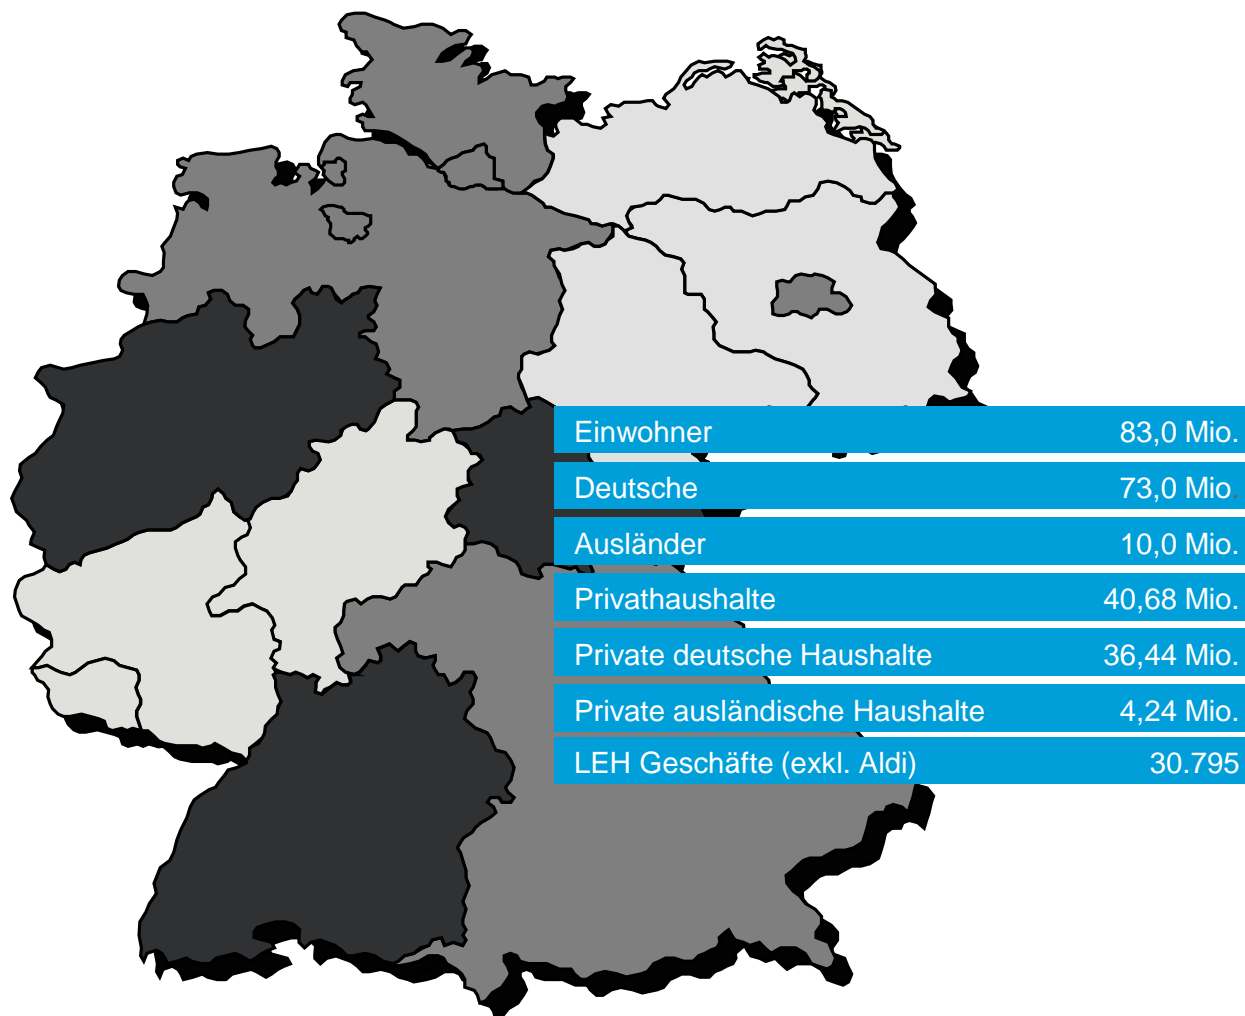 Einwohner 83,0 Mio.
Deutsche 73,0 Mio.
Ausländer 10,0 Mio.
Privathaushalte 40,68 Mio.
Private deutsche Haushalte 36,44 Mio.
Private ausländische Haushalte 4,24 Mio.
LEH Geschäfte (exkl. Aldi) 30.795